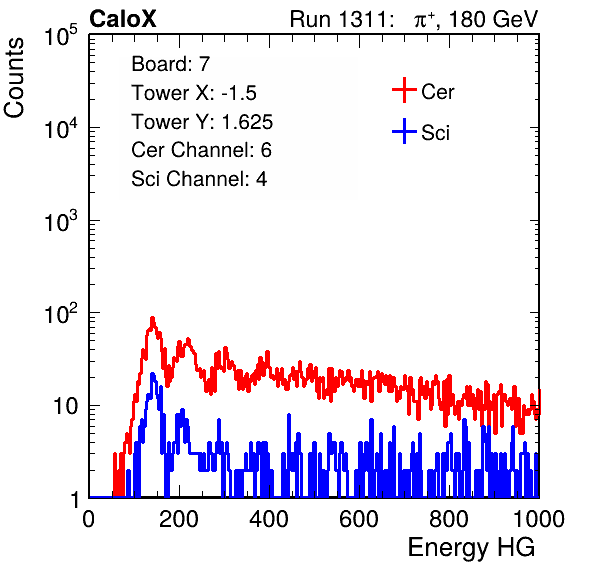 CaloX Run 1311: π⁺, 180 GeV
Board: 7
Tower X: -1.5
Tower Y: 1.625
Cer Channel: 6
Sci Channel: 4
Cer
Sci
Counts
10⁵
10⁴
10³
10²
10
1
0 200 400 600 800 1000
Energy HG